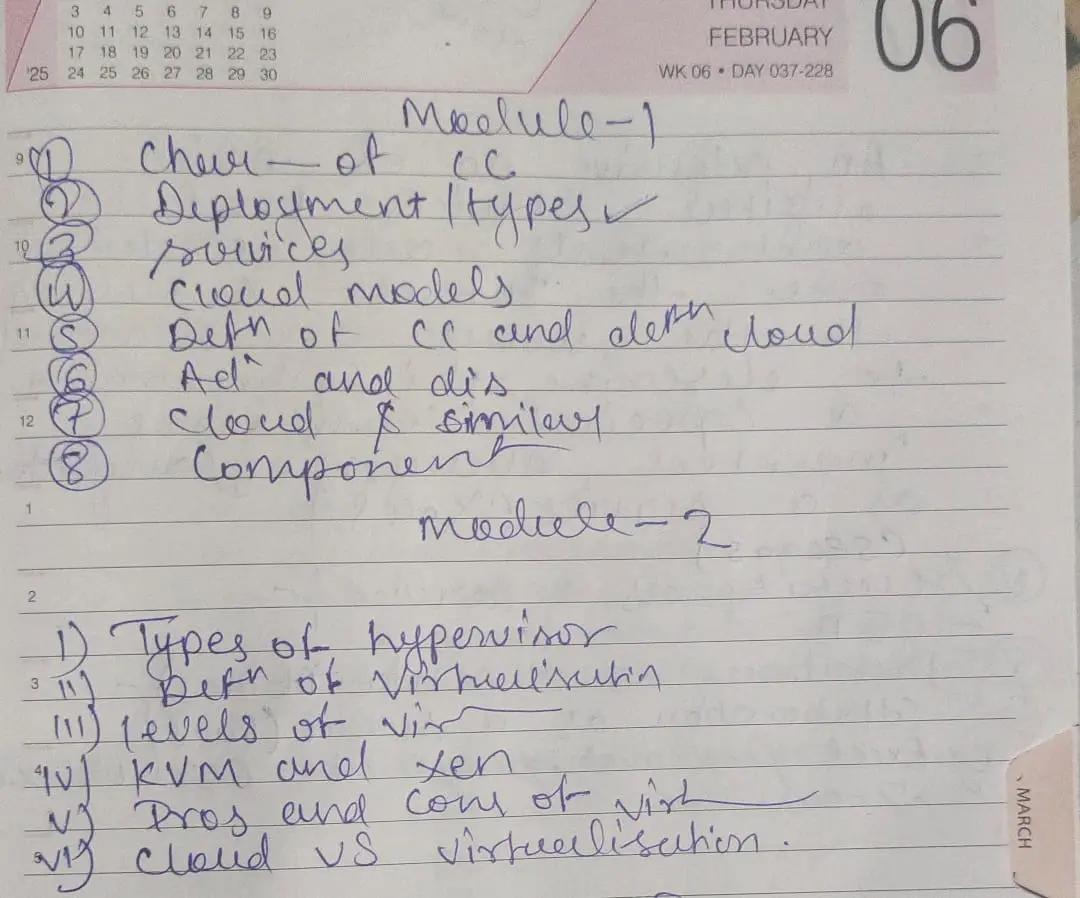 THURSDAY
3 4 5 6 7 8 9
10 11 12 13 14 15 16
17 18 19 20 21 22 23
'25 24 25 26 27 28 29 30
FEBRUARY
06
WK 06 • DAY 037-228
Module-1
9 ① Char— of CC
② Deployment/types ✓
10 ③ services
④ Cloud models
11 ⑤ Defn of CC and defn cloud
⑥ Ad^ and dis
12 ⑦ Cloud & similar
⑧ Component
1
Module-2
2
I) Types of hypervisor
3 II) Defn of Virtualisation
III) levels of vir
4 IV) KVM and xen
V) Pros and Cons of virt
VI) Cloud VS virtualisation.
MARCH